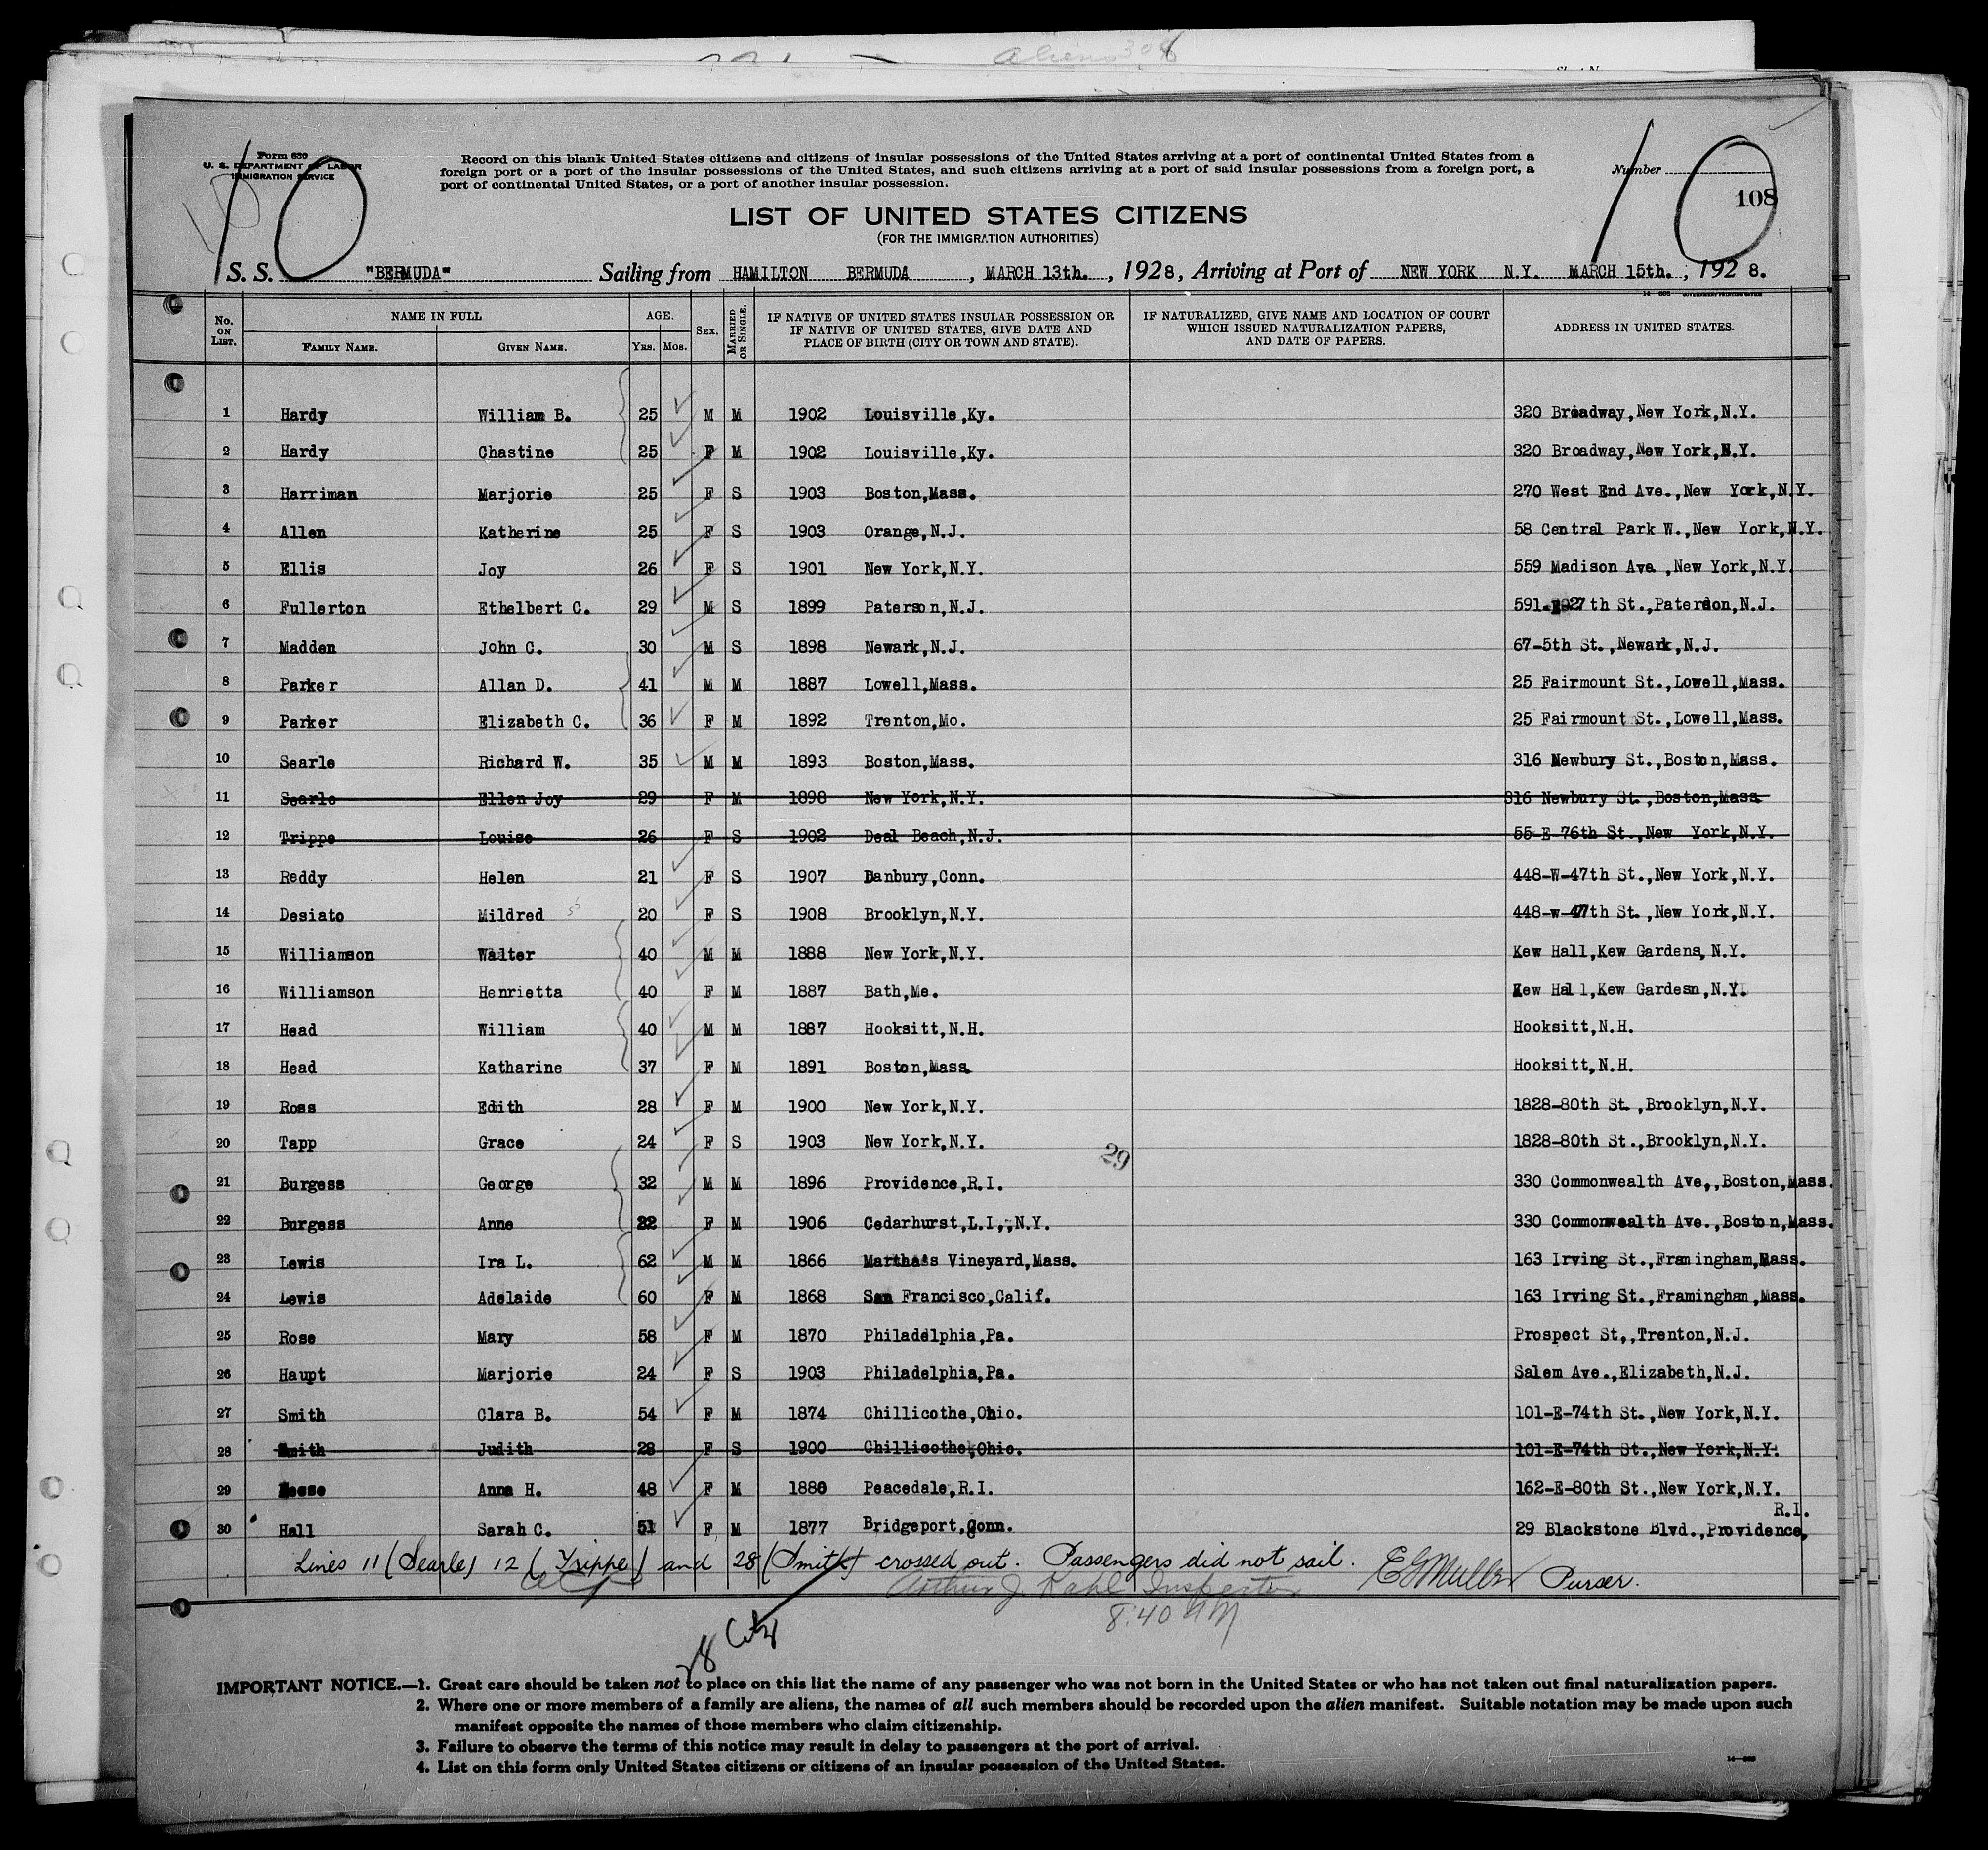 Aliens 308
Form 630
U. S. DEPARTMENT OF LABOR
IMMIGRATION SERVICE
10
10
Record on this blank United States citizens and citizens of insular possessions of the United States arriving at a port of continental United States from a
foreign port or a port of the insular possessions of the United States, and such citizens arriving at a port of said insular possessions from a foreign port, a
port of continental United States, or a port of another insular possession.
Number
108
LIST OF UNITED STATES CITIZENS
(FOR THE IMMIGRATION AUTHORITIES)
S. S. "BERMUDA" Sailing from HAMILTON BERMUDA, MARCH 13th., 1928, Arriving at Port of NEW YORK N.Y. MARCH 15th., 1928.
No. ON LIST. NAME IN FULL FAMILY NAME. GIVEN NAME. AGE. YRS. MOS. SEX. MARRIED OR SINGLE. IF NATIVE OF UNITED STATES INSULAR POSSESSION OR IF NATIVE OF UNITED STATES, GIVE DATE AND PLACE OF BIRTH (CITY OR TOWN AND STATE). IF NATURALIZED, GIVE NAME AND LOCATION OF COURT WHICH ISSUED NATURALIZATION PAPERS, AND DATE OF PAPERS. ADDRESS IN UNITED STATES.
1 Hardy William B. 25 M M 1902 Louisville,Ky. 320 Broadway,New York,N.Y.
2 Hardy Chastine 25 F M 1902 Louisville,Ky. 320 Broadway,New York,N.Y.
3 Harriman Marjorie 25 F S 1903 Boston,Mass. 270 West End Ave.,New York,N.Y.
4 Allen Katherine 25 F S 1903 Orange,N.J. 58 Central Park W.,New York,N.Y.
5 Ellis Joy 26 F S 1901 New York,N.Y. 559 Madison Ave ,New York,N.Y.
6 Fullerton Ethelbert C. 29 M S 1899 Paterson,N.J. 591-E-27th St.,Paterson,N.J.
7 Madden John C. 30 M S 1898 Newark,N.J. 67-5th St.,Newark,N.J.
8 Parker Allan D. 41 M M 1887 Lowell,Mass. 25 Fairmount St.,Lowell,Mass.
9 Parker Elizabeth C. 36 F M 1892 Trenton,Mo. 25 Fairmount St.,Lowell,Mass.
10 Searle Richard W. 35 M M 1893 Boston,Mass. 316 Newbury St.,Boston,Mass.
11 Searle Ellen Joy 29 F M 1898 New York,N.Y. 316 Newbury St.,Boston,Mass
12 Trippe Louise 26 F S 1902 Deal Beach,N.J. 55-E-76th St.,New York,N.Y.
13 Reddy Helen 21 F S 1907 Danbury,Conn. 448-W-47th St.,New York,N.Y.
14 Desiato Mildred 20 F S 1908 Brooklyn,N.Y. 448-w-47th St.,New York,N.Y.
15 Williamson Walter 40 M M 1888 New York,N.Y. Kew Hall,Kew Gardens,N.Y.
16 Williamson Henrietta 40 F M 1887 Bath,Me. Kew Hall,Kew Gardesn,N.Y.
17 Head William 40 M M 1887 Hooksitt,N.H. Hooksitt,N.H.
18 Head Katharine 37 F M 1891 Boston,Mass. Hooksitt,N.H.
19 Ross Edith 28 F M 1900 New York,N.Y. 1828-80th St.,Brooklyn,N.Y.
20 Tapp Grace 24 F S 1903 New York,N.Y. 1828-80th St.,Brooklyn,N.Y.
29
21 Burgess George 32 M M 1896 Providence,R.I. 330 Commonwealth Ave,,Boston,Mass.
22 Burgess Anne 22 F M 1906 Cedarhurst,L.I,,N.Y. 330 Commonwealth Ave.,Boston,Mass.
23 Lewis Ira L. 62 M M 1866 Martha's Vineyard,Mass. 163 Irving St.,Framingham,Mass.
24 Lewis Adelaide 60 F M 1868 San Francisco,Calif. 163 Irving St.,Framingham,Mass.
25 Rose Mary 58 F M 1870 Philadelphia,Pa. Prospect St,,Trenton,N.J.
26 Haupt Marjorie 24 F S 1903 Philadelphia,Pa. Salem Ave.,Elizabeth,N.J.
27 Smith Clara B. 54 F M 1874 Chillicothe,Ohio. 101-E-74th St.,New York,N.Y.
28 Smith Judith 28 F S 1900 Chillicothe,Ohio. 101-E-74th St.,New York,N.Y.
29 Anna H. 48 F M 1880 Peacedale,R.I. 162-E-80th St.,New York,N.Y.
30 Hall Sarah C. 51 F M 1877 Bridgeport,Conn. 29 Blackstone Blvd.,Providence, R.I.
Lines 11 (Searle) 12 (Trippe) and 28 (Smith) crossed out. Passengers did not sail. EGMuller Purser.
Arthur J. Kahl Inspector
8:40 AM
28 City
IMPORTANT NOTICE.—1. Great care should be taken not to place on this list the name of any passenger who was not born in the United States or who has not taken out final naturalization papers.
2. Where one or more members of a family are aliens, the names of all such members should be recorded upon the alien manifest. Suitable notation may be made upon such
manifest opposite the names of those members who claim citizenship.
3. Failure to observe the terms of this notice may result in delay to passengers at the port of arrival.
4. List on this form only United States citizens or citizens of an insular possession of the United States.